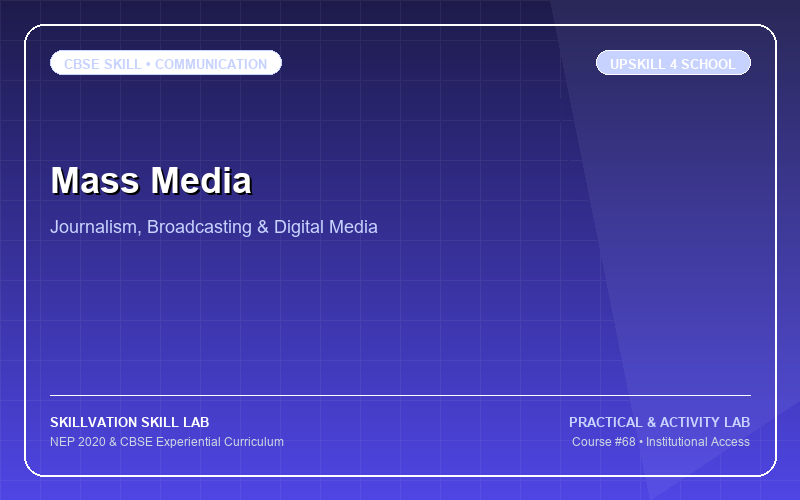 CBSE SKILL • COMMUNICATION
UPSKILL 4 SCHOOL
Mass Media
Journalism, Broadcasting & Digital Media
SKILLVATION SKILL LAB
PRACTICAL & ACTIVITY LAB
NEP 2020 & CBSE Experiential Curriculum
Course #68 • Institutional Access